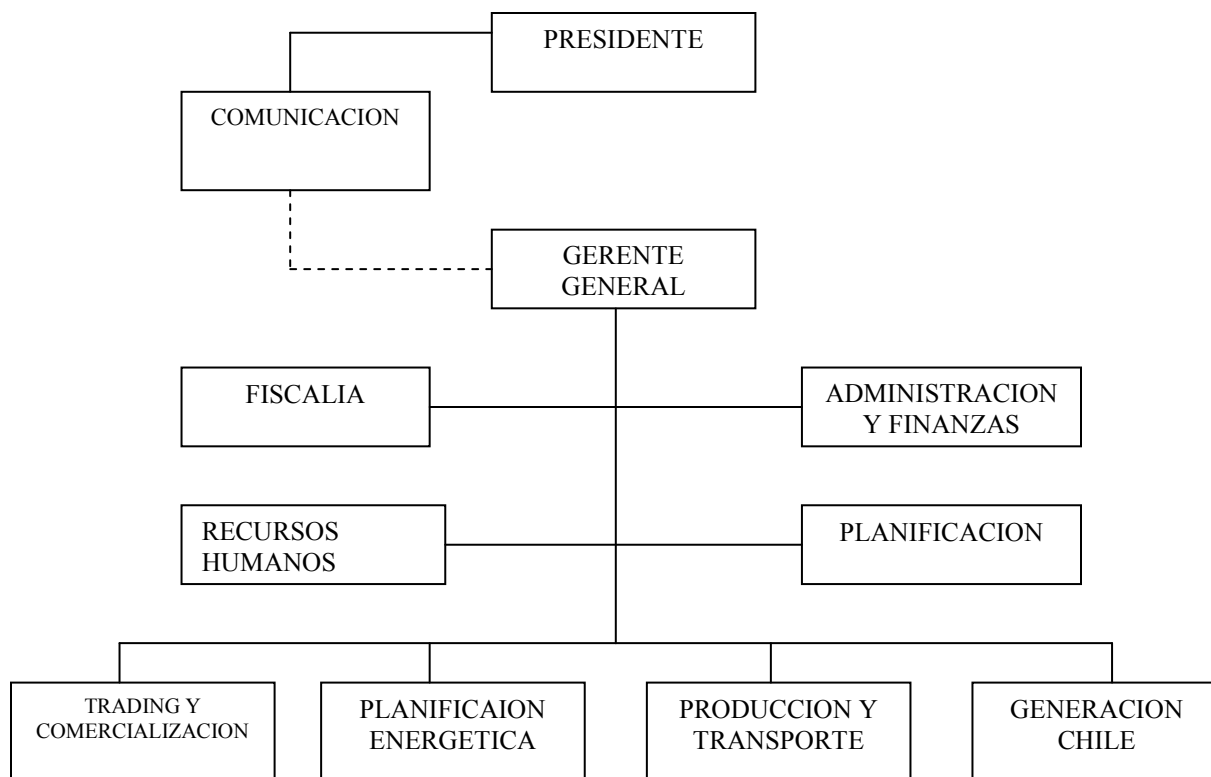 PRESIDENTE
COMUNICACION
GERENTE
GENERAL
FISCALIA
ADMINISTRACION
Y FINANZAS
RECURSOS
HUMANOS
PLANIFICACION
TRADING Y
COMERCIALIZACION
PLANIFICAION
ENERGETICA
PRODUCCION Y
TRANSPORTE
GENERACION
CHILE